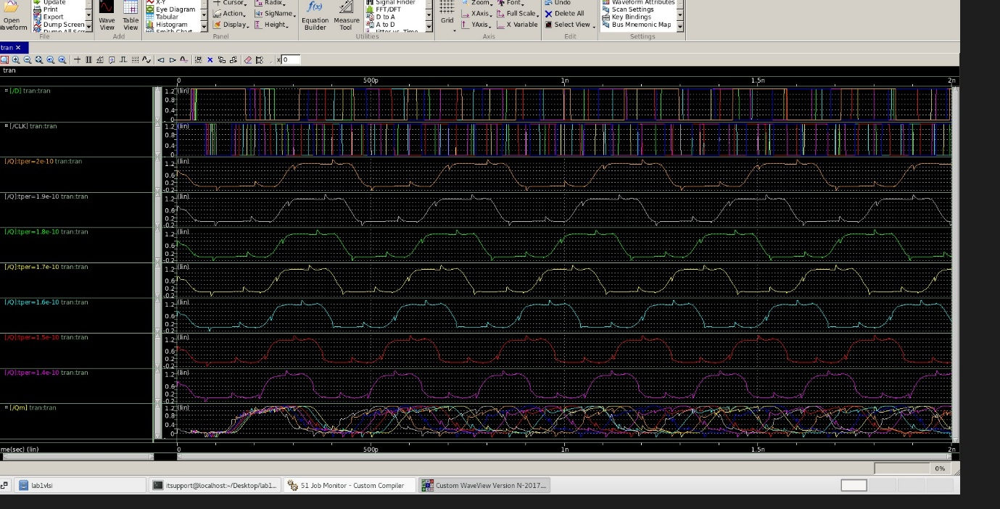 Update X-Y Cursor Radix Signal Finder Zoom Font Undo Waveform Attributes
Print Eye Diagram FFT/DFT Scan Settings
Open Export Wave Table Tabular Action SigName Equation Measure D to A Grid XAxis Full Scale Delete All Key Bindings
Waveform Dump Screen View View Histogram Display Height Builder Tool A to D YAxis X Variable Select View Bus Mnemonic Map
File Add Panel Utilities Axis Edit Settings
tran
x 0
tran
0 500p 1n 1.5n 2n
[/D] tran:tran 1.2 (lin)
0.4
0
[/CLK] tran:tran 1.2 (lin)
0.8
0.4
0
[/Q]:tper=2e-10 tran:tran 1.2 (lin)
0.6
0.2
-0.2
[/Q]:tper=1.9e-10 tran:tran 1.2 (lin)
0.6
0.2
-0.2
[/Q]:tper=1.8e-10 tran:tran 1.2 (lin)
0.6
0.2
-0.2
[/Q]:tper=1.7e-10 tran:tran 1.2 (lin)
0.6
0.2
-0.2
[/Q]:tper=1.6e-10 tran:tran 1.2 (lin)
0.6
0.2
-0.2
[/Q]:tper=1.5e-10 tran:tran 1.2 (lin)
0.6
0.2
-0.2
[/Q]:tper=1.4e-10 tran:tran 1.2 (lin)
0.6
0.2
-0.2
[/Qm] tran:tran 1.2 (lin)
0.8
0.4
0
me(sec) (lin) 0 500p 1n 1.5n 2n
0%
lab1vlsi itsupport@localhost:~/Desktop/lab1... 51 Job Monitor - Custom Compiler Custom WaveView Version N-2017....